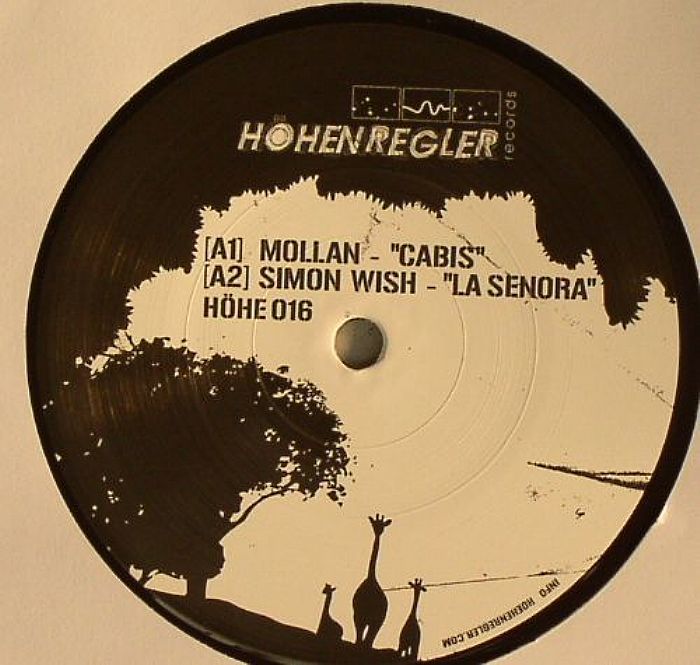 HÖHENREGLER
records
[A1] MOLLAN - "CABIS"
[A2] SIMON WISH - "LA SENORA"
HÖHE 016
INFO HOEHENREGLER.COM